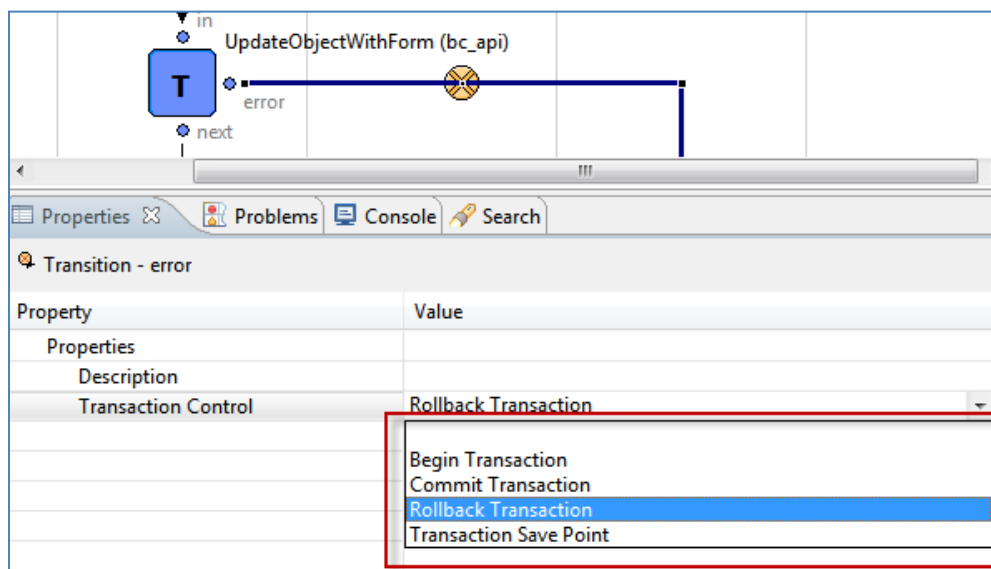 in
UpdateObjectWithForm (bc_api)
T
error
next
Properties Problems Console Search
Transition - error
Property Value
Properties
Description
Transaction Control Rollback Transaction
Begin Transaction
Commit Transaction
Rollback Transaction
Transaction Save Point